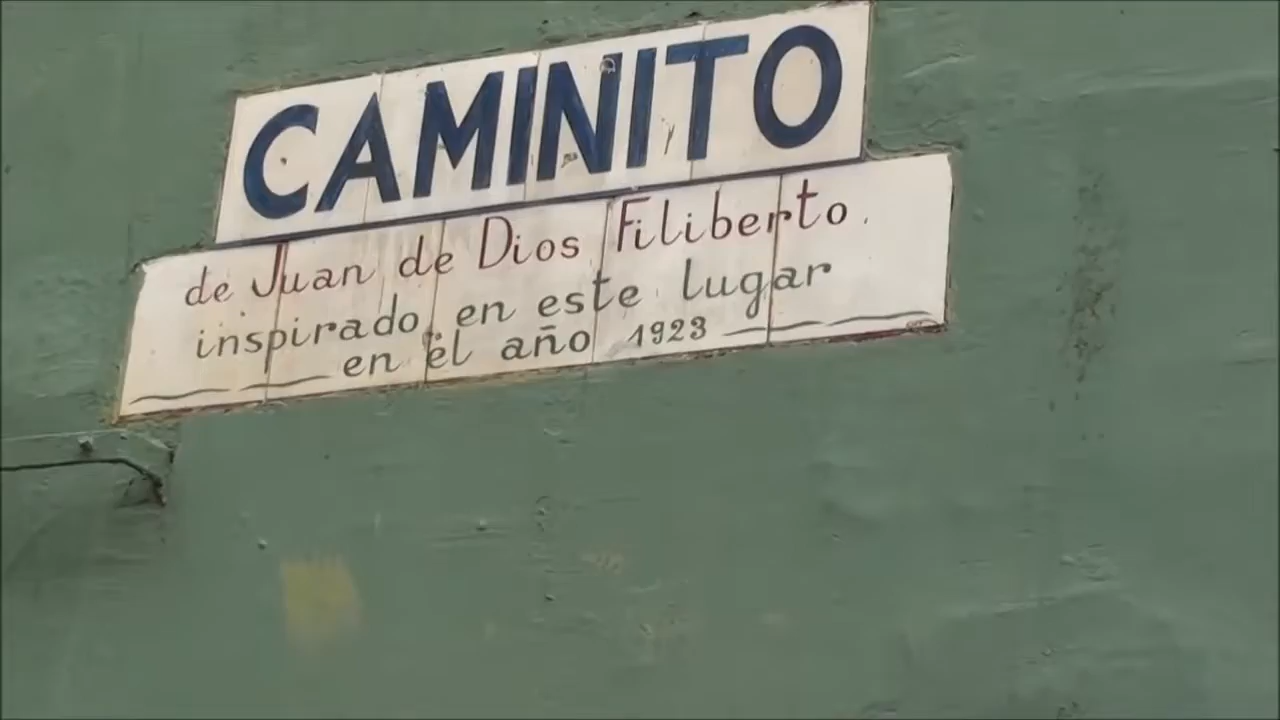 CAMINITO
de Juan de Dios Filiberto.
inspirado en este lugar
en el año 1923